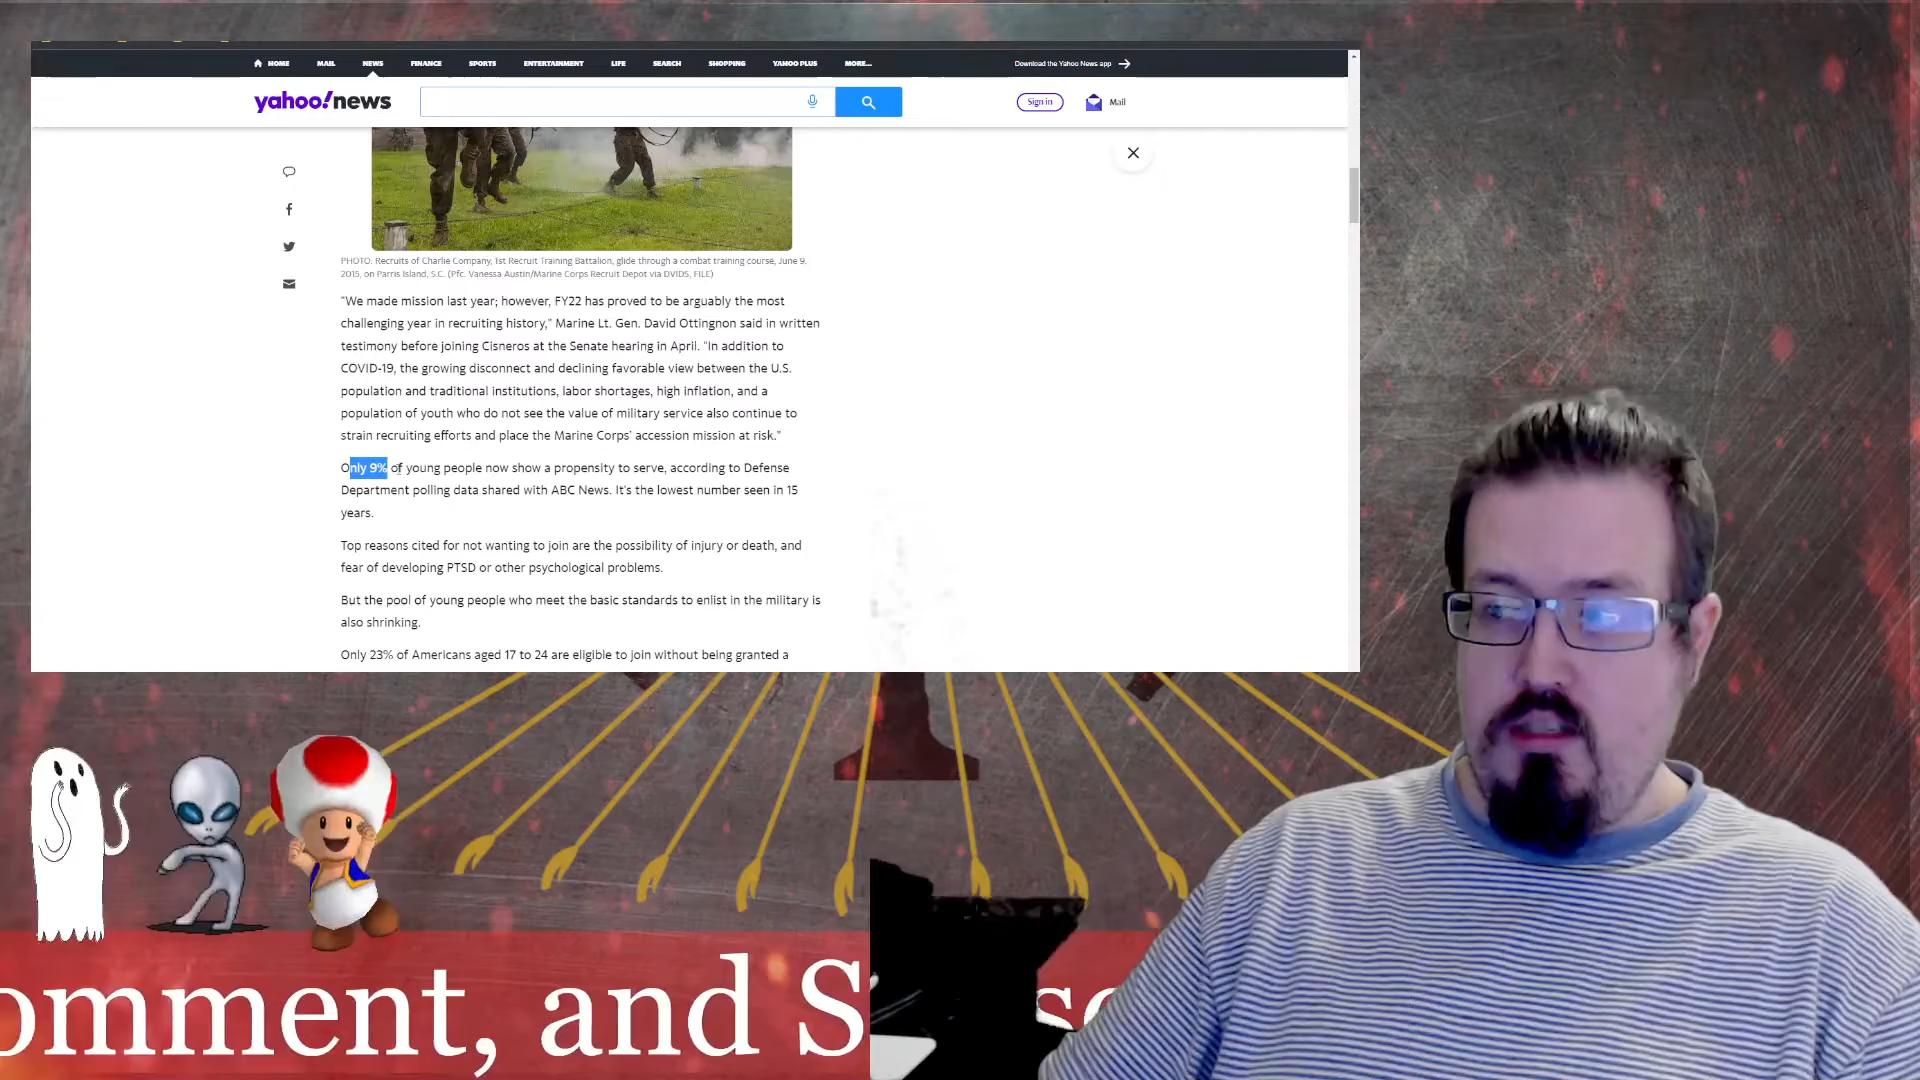 HOME MAIL NEWS FINANCE SPORTS ENTERTAINMENT LIFE SEARCH SHOPPING YAHOO PLUS MORE... Download the Yahoo News app
yahoo!news Sign in Mail
PHOTO: Recruits of Charlie Company, 1st Recruit Training Battalion, glide through a combat training course, June 9,
2015, on Parris Island, S.C. (Pfc. Vanessa Austin/Marine Corps Recruit Depot via DVIDS, FILE)
"We made mission last year; however, FY22 has proved to be arguably the most
challenging year in recruiting history," Marine Lt. Gen. David Ottingnon said in written
testimony before joining Cisneros at the Senate hearing in April. "In addition to
COVID-19, the growing disconnect and declining favorable view between the U.S.
population and traditional institutions, labor shortages, high inflation, and a
population of youth who do not see the value of military service also continue to
strain recruiting efforts and place the Marine Corps' accession mission at risk."
Only 9% of young people now show a propensity to serve, according to Defense
Department polling data shared with ABC News. It's the lowest number seen in 15
years.
Top reasons cited for not wanting to join are the possibility of injury or death, and
fear of developing PTSD or other psychological problems.
But the pool of young people who meet the basic standards to enlist in the military is
also shrinking.
Only 23% of Americans aged 17 to 24 are eligible to join without being granted a
omment, and S